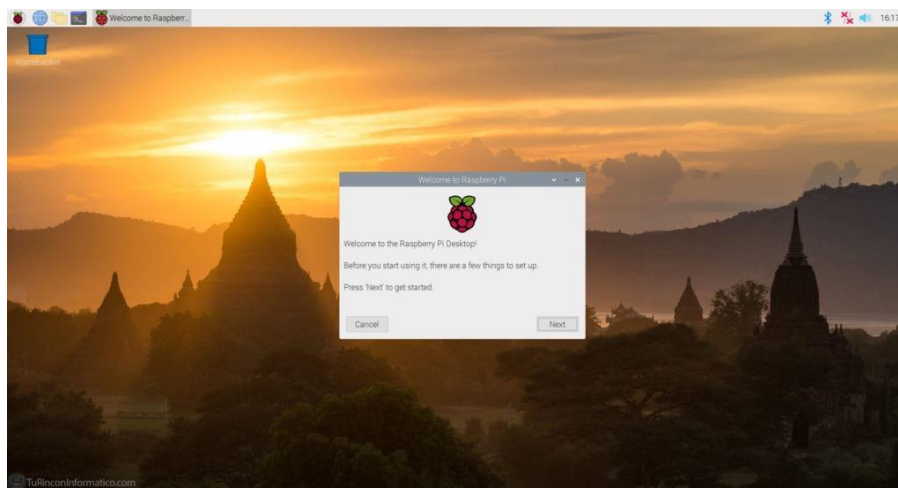 Welcome to Raspberr...
16:17
Wastebasket
Welcome to Raspberry Pi
Welcome to the Raspberry Pi Desktop!
Before you start using it, there are a few things to set up.
Press 'Next' to get started.
Cancel
Next
TuRinconInformatico.com